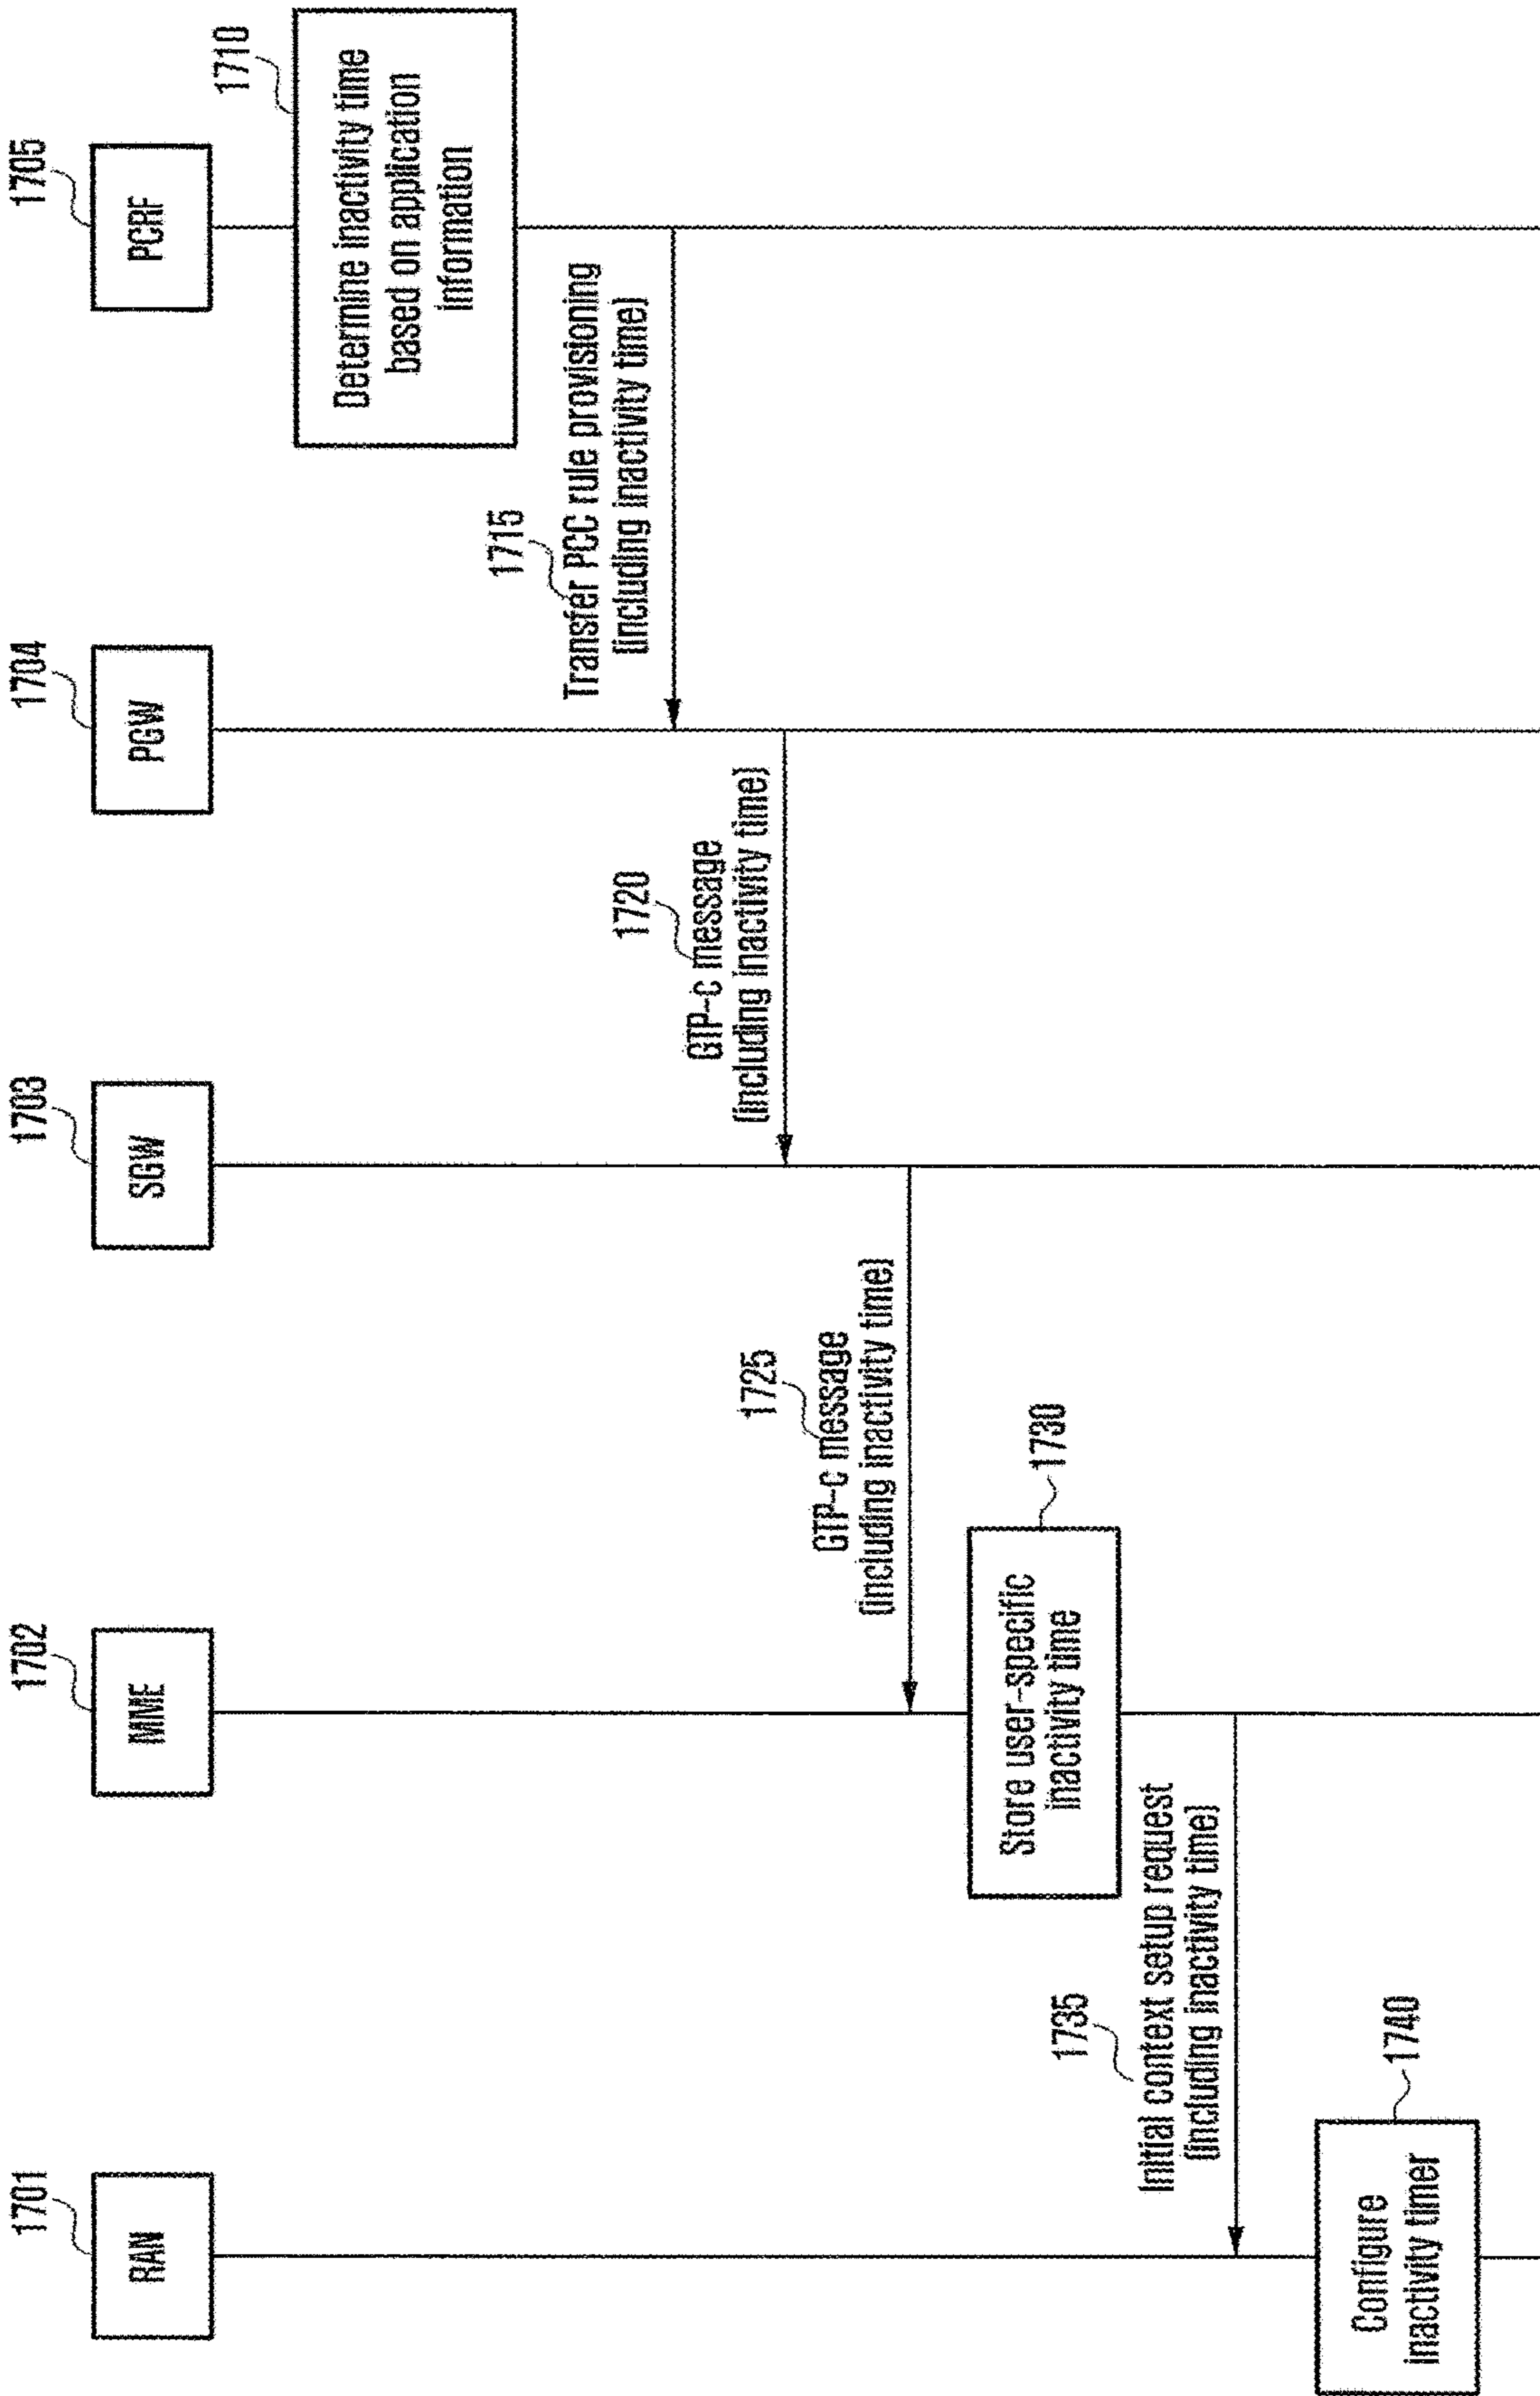 1701
RAN
1702
MME
1703
SGW
1704
PGW
1705
PCRF
1710
Determine inactivity time
based on application
information
1715
Transfer PCC rule provisioning
(including inactivity time)
1720
GTP-c message
(including inactivity time)
1725
GTP-c message
(including inactivity time)
1730
Store user-specific
inactivity time
1735
Initial context setup request
(including inactivity time)
1740
Configure
inactivity timer